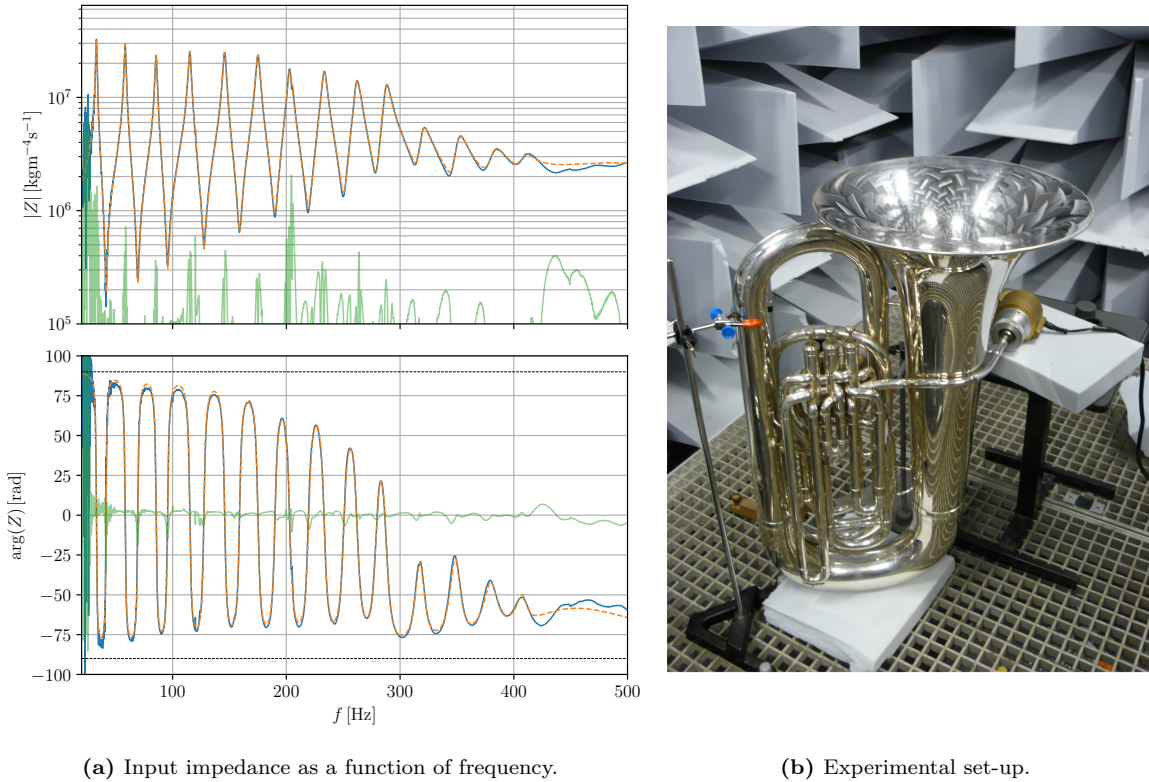 10⁷
10⁶
10⁵
|Z| [kgm⁻⁴s⁻¹]
100
75
50
25
0
−25
−50
−75
−100
arg(Z) [rad]
100 200 300 400 500
f [Hz]
(a) Input impedance as a function of frequency.
(b) Experimental set-up.